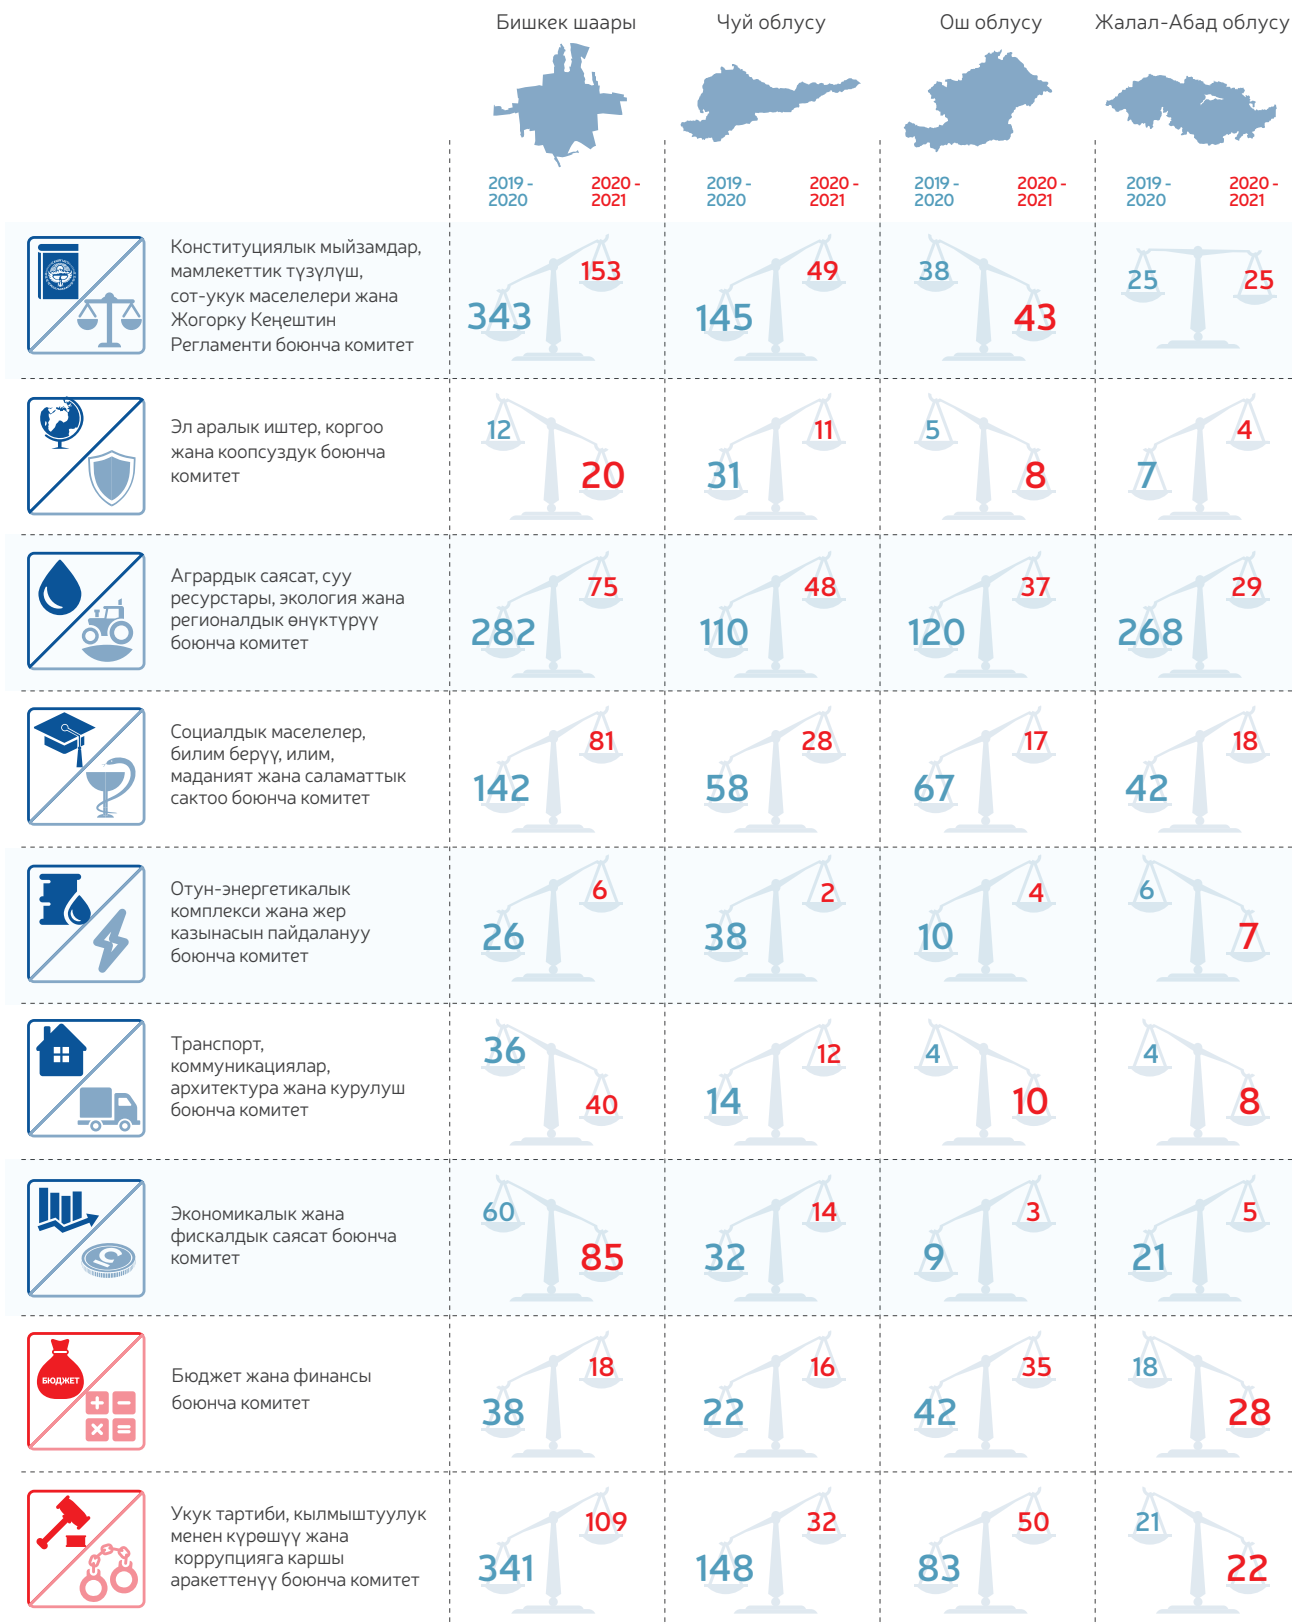 Бишкек шаары Чуй облусу Ош облусу Жалал-Абад облусу
2019 - 2020 - 2019 - 2020 - 2019 - 2020 - 2019 - 2020 -
2020 2021 2020 2021 2020 2021 2020 2021
Конституциялык мыйзамдар,
мамлекеттик түзүлүш,
сот-укук маселелери жана
Жогорку Кеңештин
Регламенти боюнча комитет
343 153 145 49 38 43 25 25
Эл аралык иштер, коргоо
жана коопсуздук боюнча
комитет
12 20 31 11 5 8 7 4
Агрардык саясат, суу
ресурстары, экология жана
регионалдык өнүктүрүү
боюнча комитет
282 75 110 48 120 37 268 29
Социалдык маселелер,
билим берүү, илим,
маданият жана саламаттык
сактоо боюнча комитет
142 81 58 28 67 17 42 18
Отун-энергетикалык
комплекси жана жер
казынасын пайдалануу
боюнча комитет
26 6 38 2 10 4 6 7
Транспорт,
коммуникациялар,
архитектура жана курулуш
боюнча комитет
36 40 14 12 4 10 4 8
Экономикалык жана
фискалдык саясат боюнча
комитет
60 85 32 14 9 3 21 5
БЮДЖЕТ
Бюджет жана финансы
боюнча комитет
38 18 22 16 42 35 18 28
Укук тартиби, кылмыштуулук
менен күрөшүү жана
коррупцияга каршы
аракеттенүү боюнча комитет
341 109 148 32 83 50 21 22